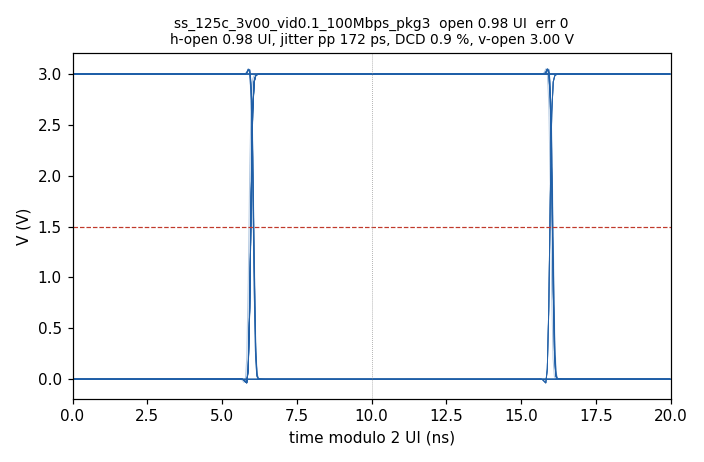 ss_125c_3v00_vid0.1_100Mbps_pkg3  open 0.98 UI  err 0
h-open 0.98 UI, jitter pp 172 ps, DCD 0.9 %, v-open 3.00 V
3.0
2.5
2.0
1.5
1.0
0.5
0.0
V (V)
0.0 2.5 5.0 7.5 10.0 12.5 15.0 17.5 20.0
time modulo 2 UI (ns)